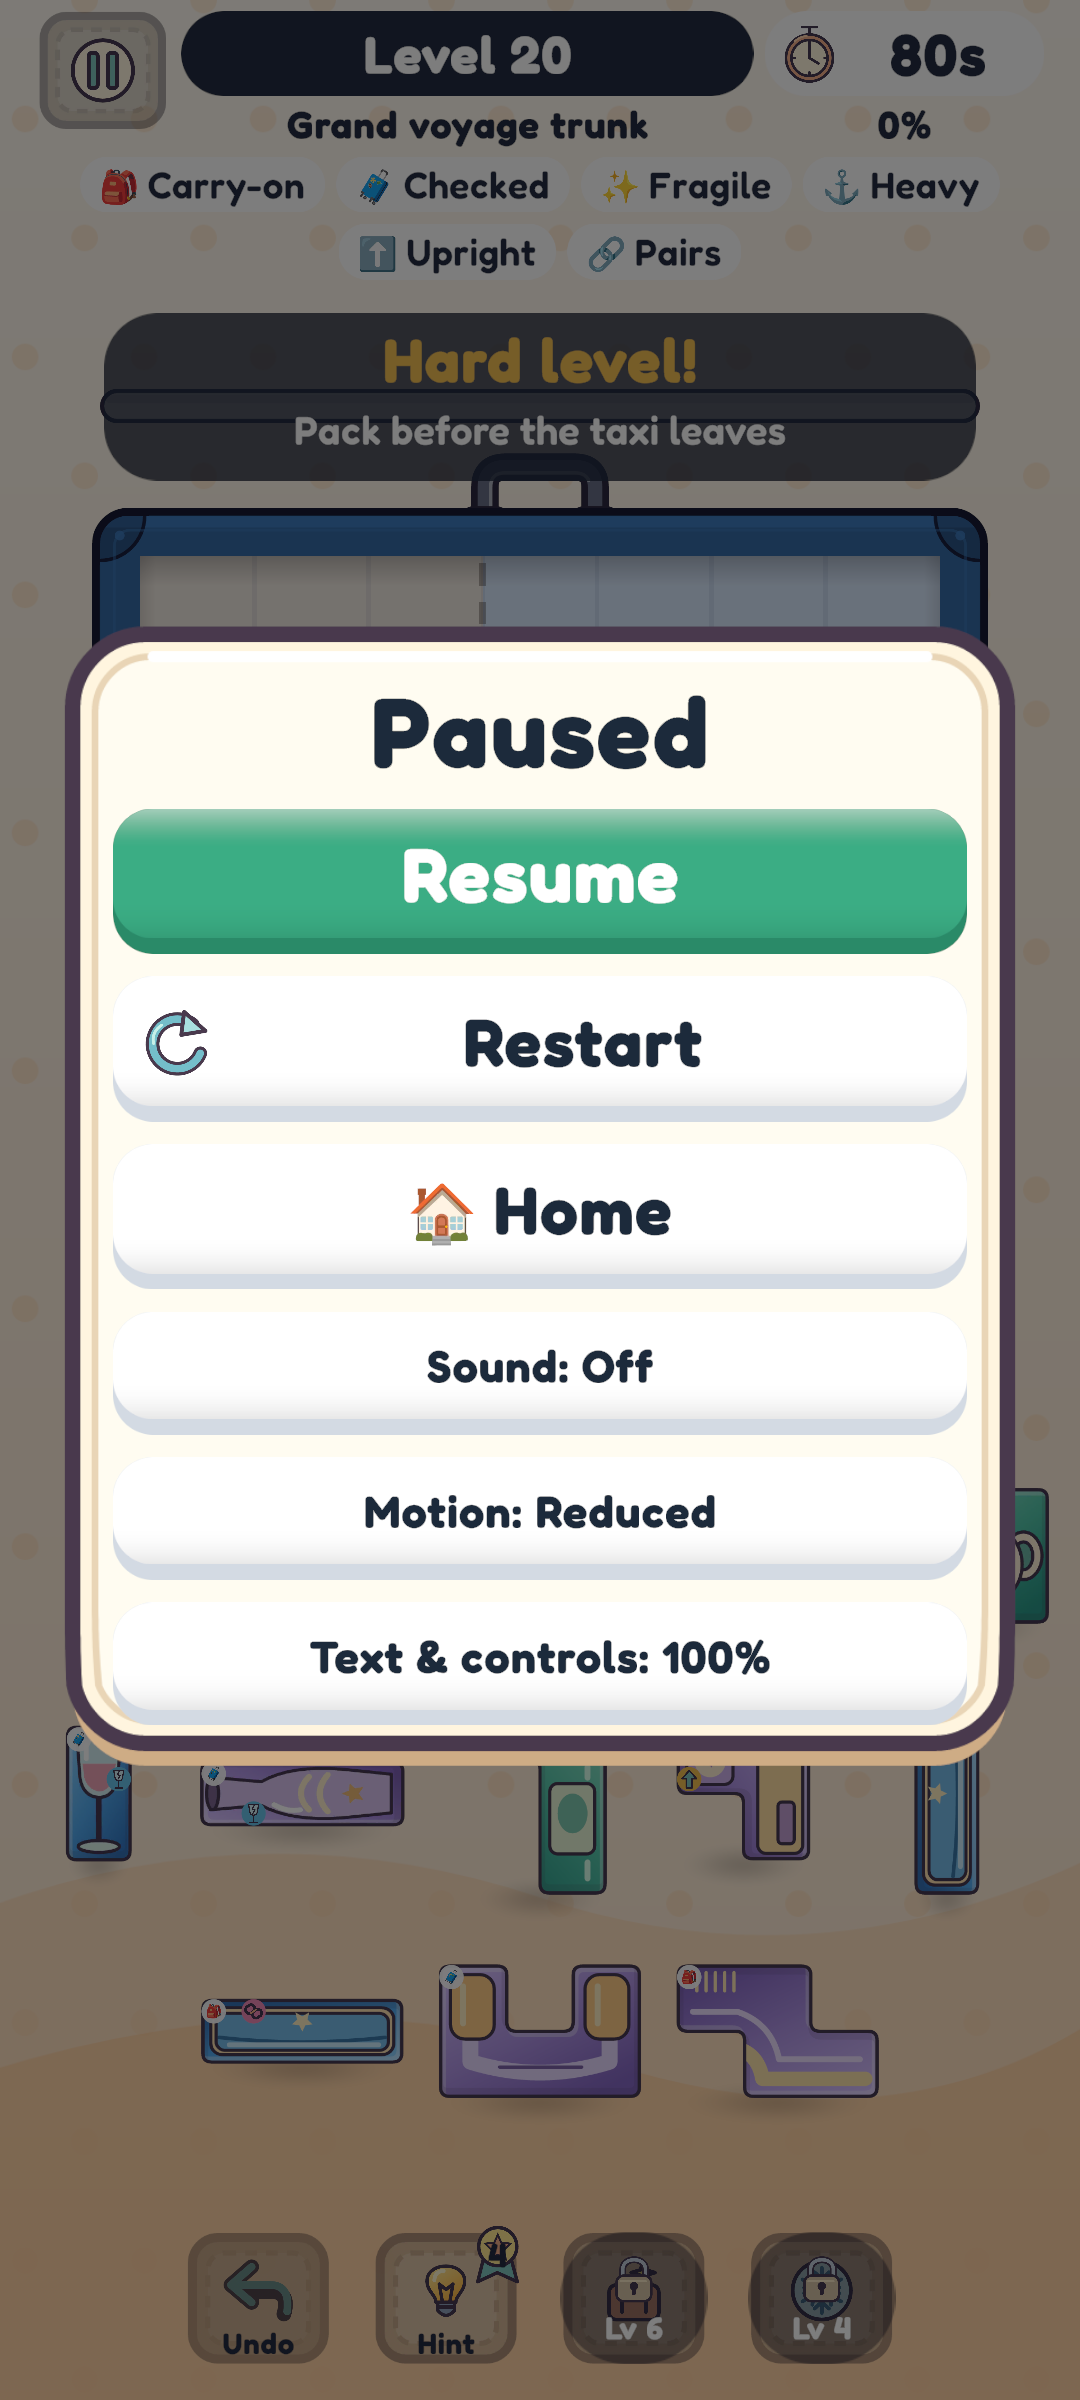 Level 20
80s
Grand voyage trunk
0%
Carry-on
Checked
Fragile
Heavy
Upright
Pairs
Hard level!
Pack before the taxi leaves
Paused
Resume
Restart
Home
Sound: Off
Motion: Reduced
Text & controls: 100%
4
Undo
Hint
Lv 6
Lv 4